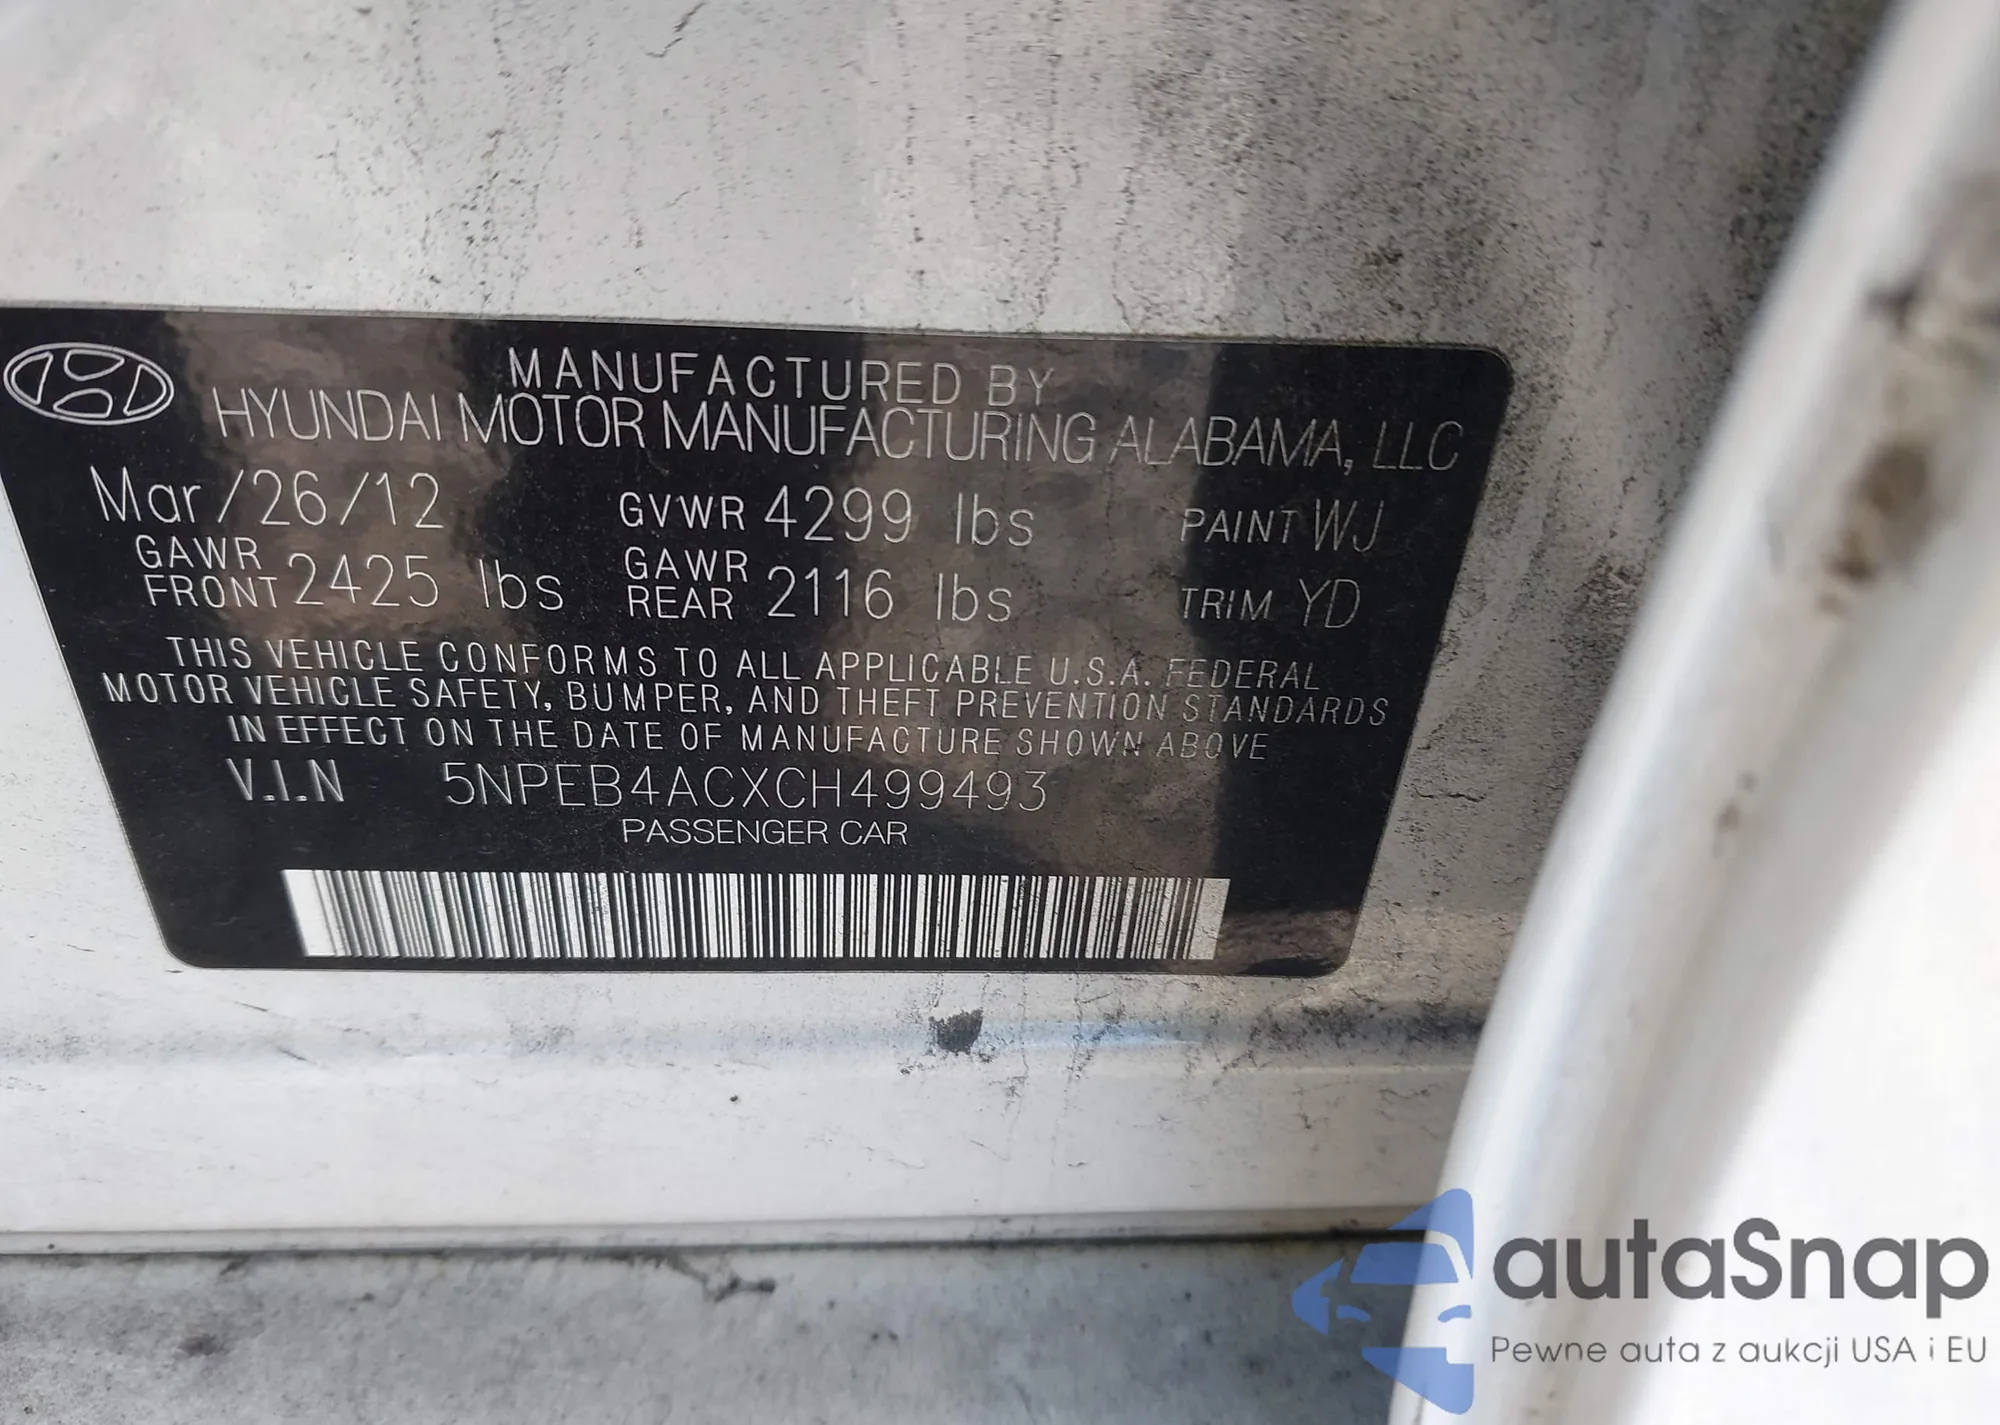 MANUFACTURED BY
HYUNDAI MOTOR MANUFACTURING ALABAMA, LLC
Mar/26/12 GVWR 4299 lbs PAINT WJ
GAWR FRONT 2425 lbs GAWR REAR 2116 lbs TRIM YD
THIS VEHICLE CONFORMS TO ALL APPLICABLE U.S.A. FEDERAL
MOTOR VEHICLE SAFETY, BUMPER, AND THEFT PREVENTION STANDARDS
IN EFFECT ON THE DATE OF MANUFACTURE SHOWN ABOVE
V.I.N 5NPEB4ACXCH499493
PASSENGER CAR
autaSnap
Pewne auta z aukcji USA i EU